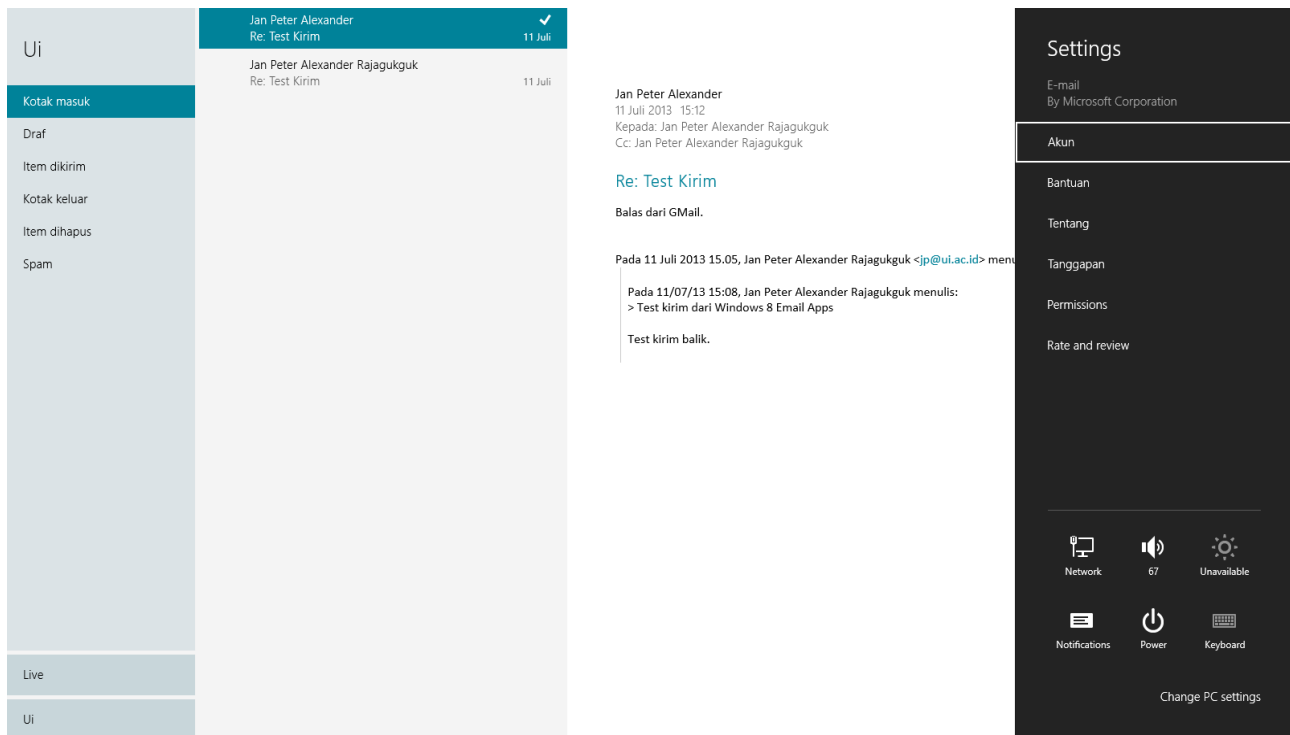 Ui
Kotak masuk
Draf
Item dikirim
Kotak keluar
Item dihapus
Spam
Live
Ui
Jan Peter Alexander
Re: Test Kirim 11 Juli
Jan Peter Alexander Rajagukguk
Re: Test Kirim 11 Juli
Jan Peter Alexander
11 Juli 2013 15:12
Kepada: Jan Peter Alexander Rajagukguk
Cc: Jan Peter Alexander Rajagukguk
Re: Test Kirim
Balas dari GMail.
Pada 11 Juli 2013 15.05, Jan Peter Alexander Rajagukguk <jp@ui.ac.id> menu
Pada 11/07/13 15:08, Jan Peter Alexander Rajagukguk menulis:
> Test kirim dari Windows 8 Email Apps
Test kirim balik.
Settings
E-mail
By Microsoft Corporation
Akun
Bantuan
Tentang
Tanggapan
Permissions
Rate and review
Network 67 Unavailable
Notifications Power Keyboard
Change PC settings